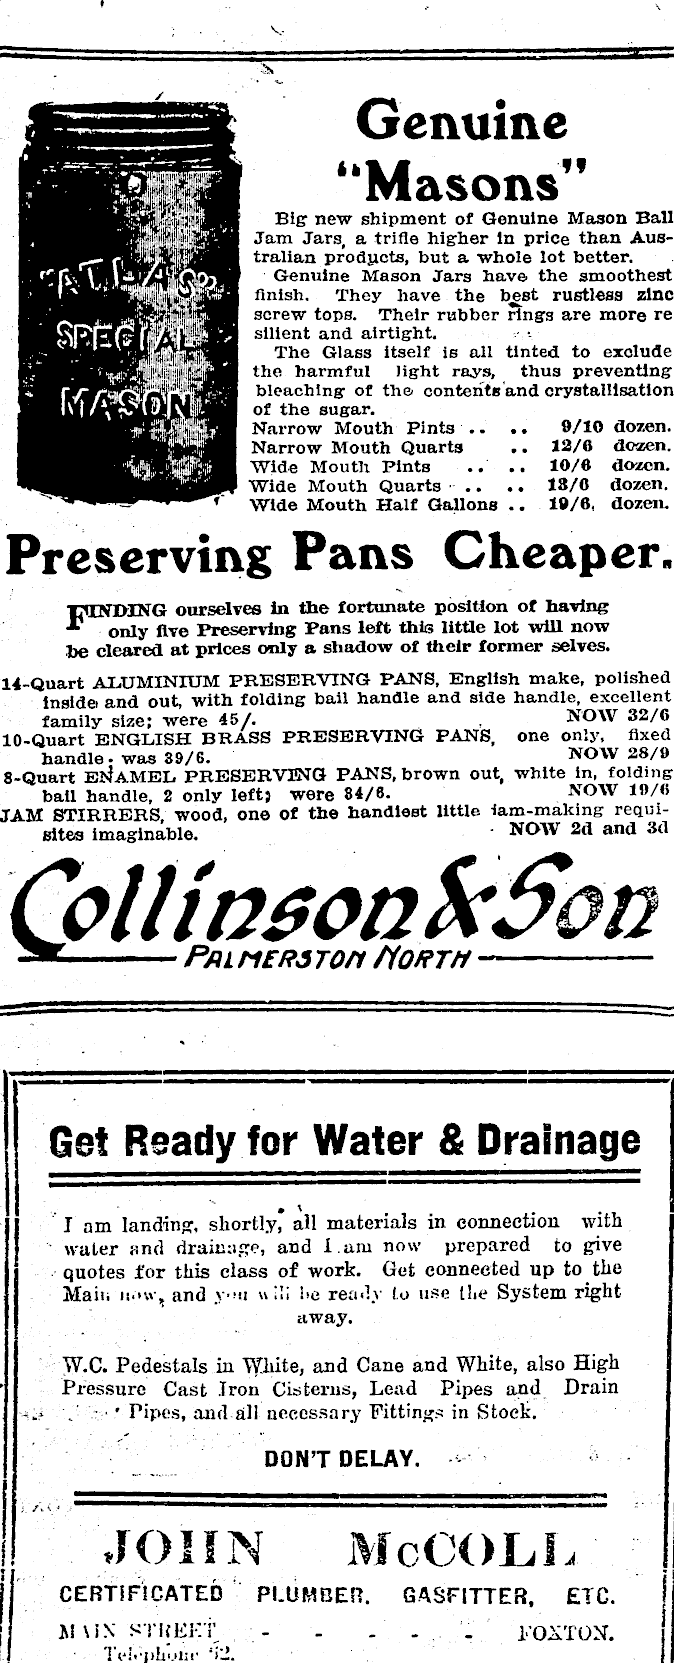 "ATLAS"
SPECIAL
MASON
Genuine
"Masons"
Big new shipment of Genuine Mason Ball
Jam Jars, a trifle higher in price than Aus-
tralian products, but a whole lot better.
Genuine Mason Jars have the smoothest
finish. They have the best rustless zinc
screw tops. Their rubber rings are more re
silient and airtight.
The Glass itself is all tinted to exclude
the harmful light rays, thus preventing
bleaching of the contents and crystallisation
of the sugar.
Narrow Mouth Pints .. .. 9/10 dozen.
Narrow Mouth Quarts .. 12/6 dozen.
Wide Mouth Pints .. .. 10/6 dozen.
Wide Mouth Quarts .. .. 13/6 dozen.
Wide Mouth Half Gallons .. 19/6, dozen.
Preserving Pans Cheaper.
FINDING ourselves in the fortunate position of having
only five Preserving Pans left this little lot will now
be cleared at prices only a shadow of their former selves.
14-Quart ALUMINIUM PRESERVING PANS, English make, polished
inside and out, with folding bail handle and side handle, excellent
family size; were 45/. NOW 32/6
10-Quart ENGLISH BRASS PRESERVING PANS, one only, fixed
handle; was 39/6. NOW 28/9
8-Quart ENAMEL PRESERVING PANS, brown out, white in, folding
bail handle, 2 only left; were 34/6. NOW 19/6
JAM STIRRERS, wood, one of the handiest little jam-making requi-
sites imaginable. NOW 2d and 3d
Collinson & Son
PALMERSTON NORTH
Get Ready for Water & Drainage
I am landing, shortly, all materials in connection with
water and drainage, and I am now prepared to give
quotes for this class of work. Get connected up to the
Main now, and you will be ready to use the System right
away.
W.C. Pedestals in White, and Cane and White, also High
Pressure Cast Iron Cisterns, Lead Pipes and Drain
Pipes, and all necessary Fittings in Stock.
DON'T DELAY.
JOHN McCOLL
CERTIFICATED PLUMBER, GASFITTER, ETC.
MAIN STREET - - - - - FOXTON.
Telephone 62.